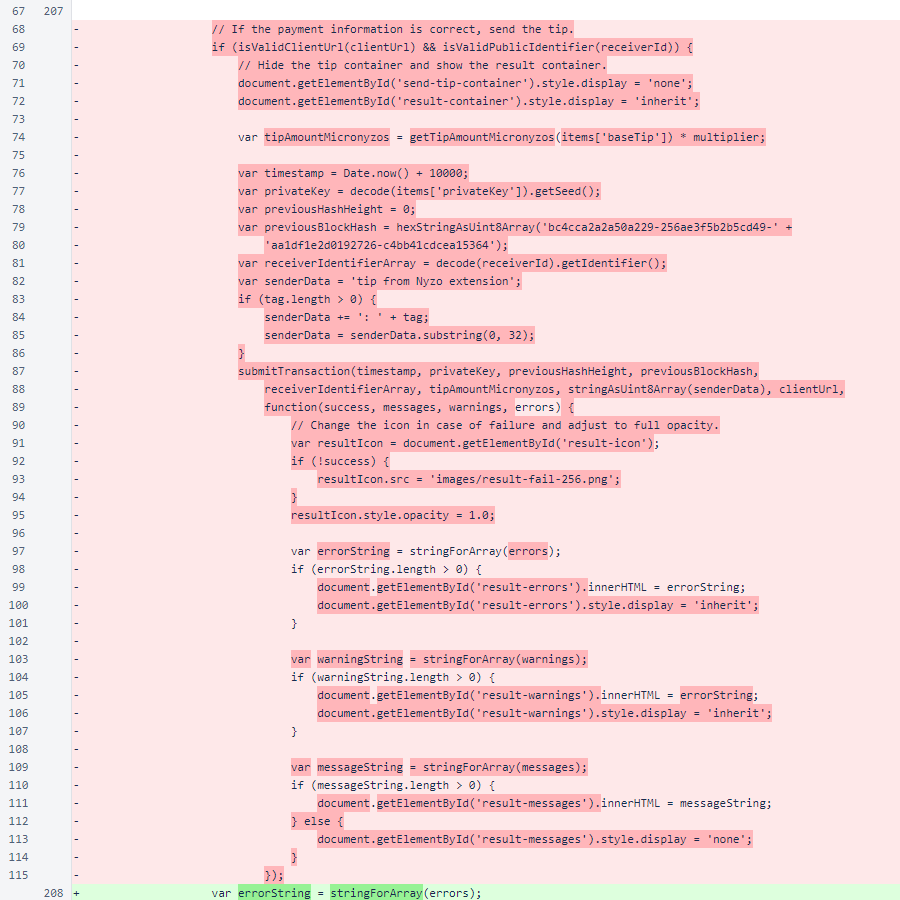 67 207
68 - // If the payment information is correct, send the tip.
69 - if (isValidClientUrl(clientUrl) && isValidPublicIdentifier(receiverId)) {
70 - // Hide the tip container and show the result container.
71 - document.getElementById('send-tip-container').style.display = 'none';
72 - document.getElementById('result-container').style.display = 'inherit';
73 -
74 - var tipAmountMicronyzos = getTipAmountMicronyzos(items['baseTip']) * multiplier;
75 -
76 - var timestamp = Date.now() + 10000;
77 - var privateKey = decode(items['privateKey']).getSeed();
78 - var previousHashHeight = 0;
79 - var previousBlockHash = hexStringAsUint8Array('bc4cca2a2a50a229-256ae3f5b2b5cd49-' +
80 - 'aa1df1e2d0192726-c4bb41cdcea15364');
81 - var receiverIdentifierArray = decode(receiverId).getIdentifier();
82 - var senderData = 'tip from Nyzo extension';
83 - if (tag.length > 0) {
84 - senderData += ': ' + tag;
85 - senderData = senderData.substring(0, 32);
86 - }
87 - submitTransaction(timestamp, privateKey, previousHashHeight, previousBlockHash,
88 - receiverIdentifierArray, tipAmountMicronyzos, stringAsUint8Array(senderData), clientUrl,
89 - function(success, messages, warnings, errors) {
90 - // Change the icon in case of failure and adjust to full opacity.
91 - var resultIcon = document.getElementById('result-icon');
92 - if (!success) {
93 - resultIcon.src = 'images/result-fail-256.png';
94 - }
95 - resultIcon.style.opacity = 1.0;
96 -
97 - var errorString = stringForArray(errors);
98 - if (errorString.length > 0) {
99 - document.getElementById('result-errors').innerHTML = errorString;
100 - document.getElementById('result-errors').style.display = 'inherit';
101 - }
102 -
103 - var warningString = stringForArray(warnings);
104 - if (warningString.length > 0) {
105 - document.getElementById('result-warnings').innerHTML = errorString;
106 - document.getElementById('result-warnings').style.display = 'inherit';
107 - }
108 -
109 - var messageString = stringForArray(messages);
110 - if (messageString.length > 0) {
111 - document.getElementById('result-messages').innerHTML = messageString;
112 - } else {
113 - document.getElementById('result-messages').style.display = 'none';
114 - }
115 - });
208 + var errorString = stringForArray(errors);